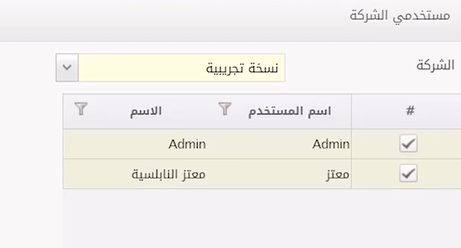 مستخدمي الشركة
الشركة نسخة تجريبية
# اسم المستخدم الاسم
Admin Admin
معتز معتز النابلسية